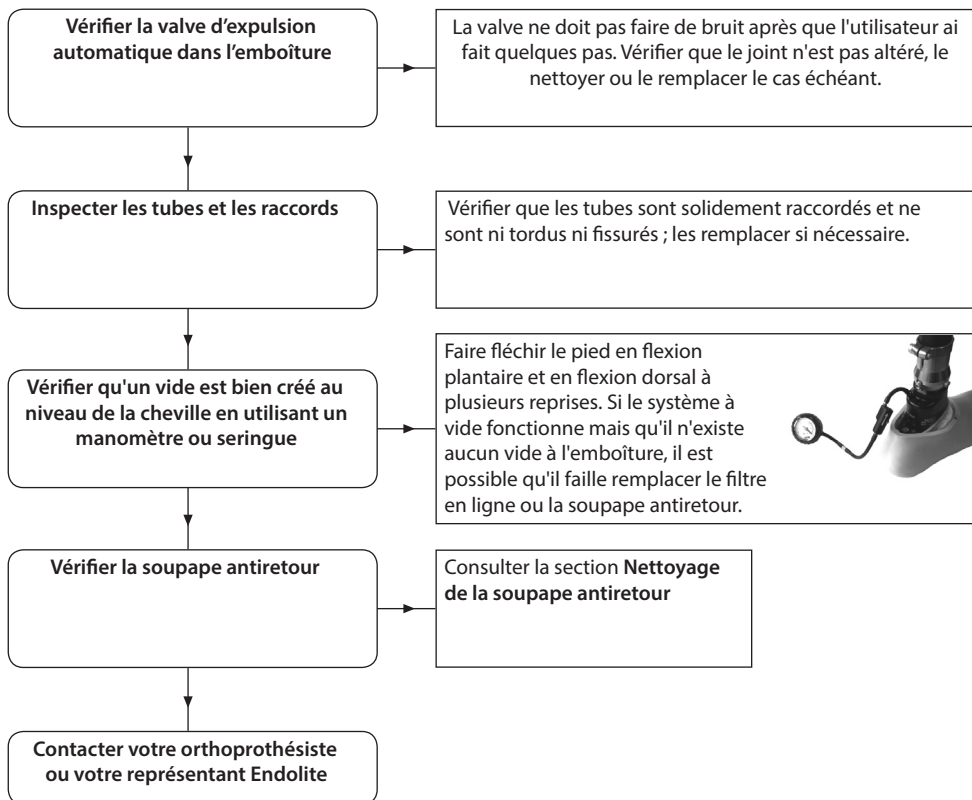 Vérifier la valve d’expulsion
automatique dans l’emboîture
La valve ne doit pas faire de bruit après que l'utilisateur ai
fait quelques pas. Vérifier que le joint n'est pas altéré, le
nettoyer ou le remplacer le cas échéant.
Inspecter les tubes et les raccords
Vérifier que les tubes sont solidement raccordés et ne
sont ni tordus ni fissurés ; les remplacer si nécessaire.
Vérifier qu'un vide est bien créé au
niveau de la cheville en utilisant un
manomètre ou seringue
Faire fléchir le pied en flexion
plantaire et en flexion dorsal à
plusieurs reprises. Si le système à
vide fonctionne mais qu'il n'existe
aucun vide à l'emboîture, il est
possible qu'il faille remplacer le filtre
en ligne ou la soupape antiretour.
Vérifier la soupape antiretour
Consulter la section Nettoyage
de la soupape antiretour
Contacter votre orthoprothésiste
ou votre représentant Endolite